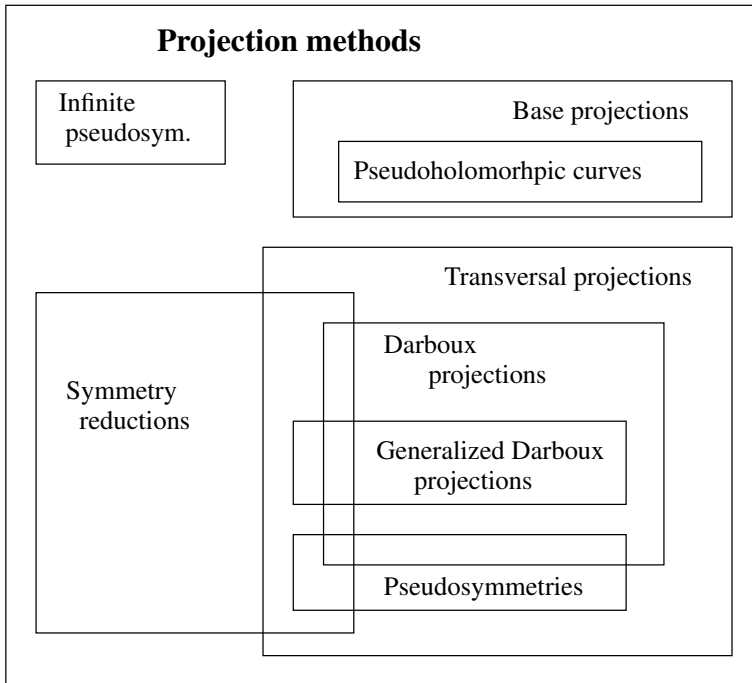 Projection methods
Infinite
pseudosym.
Base projections
Pseudoholomorhpic curves
Transversal projections
Darboux
projections
Symmetry
reductions
Generalized Darboux
projections
Pseudosymmetries